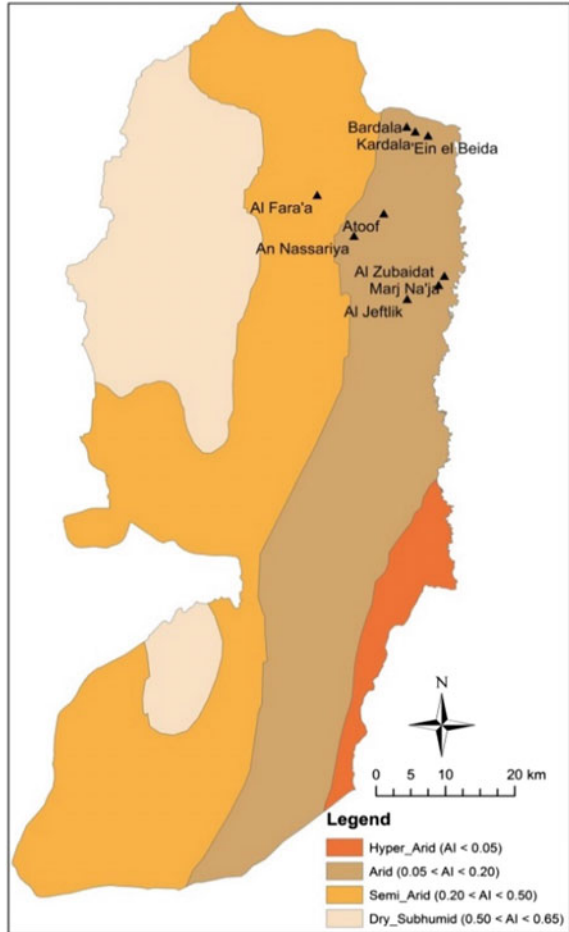 Bardala
Kardala
Ein el Beida
Al Fara'a
Atoof
An Nassariya
Al Zubaidat
Marj Na'ja
Al Jeftlik
N
0 5 10 20 km
Legend
Hyper_Arid (AI < 0.05)
Arid (0.05 < AI < 0.20)
Semi_Arid (0.20 < AI < 0.50)
Dry_Subhumid (0.50 < AI < 0.65)